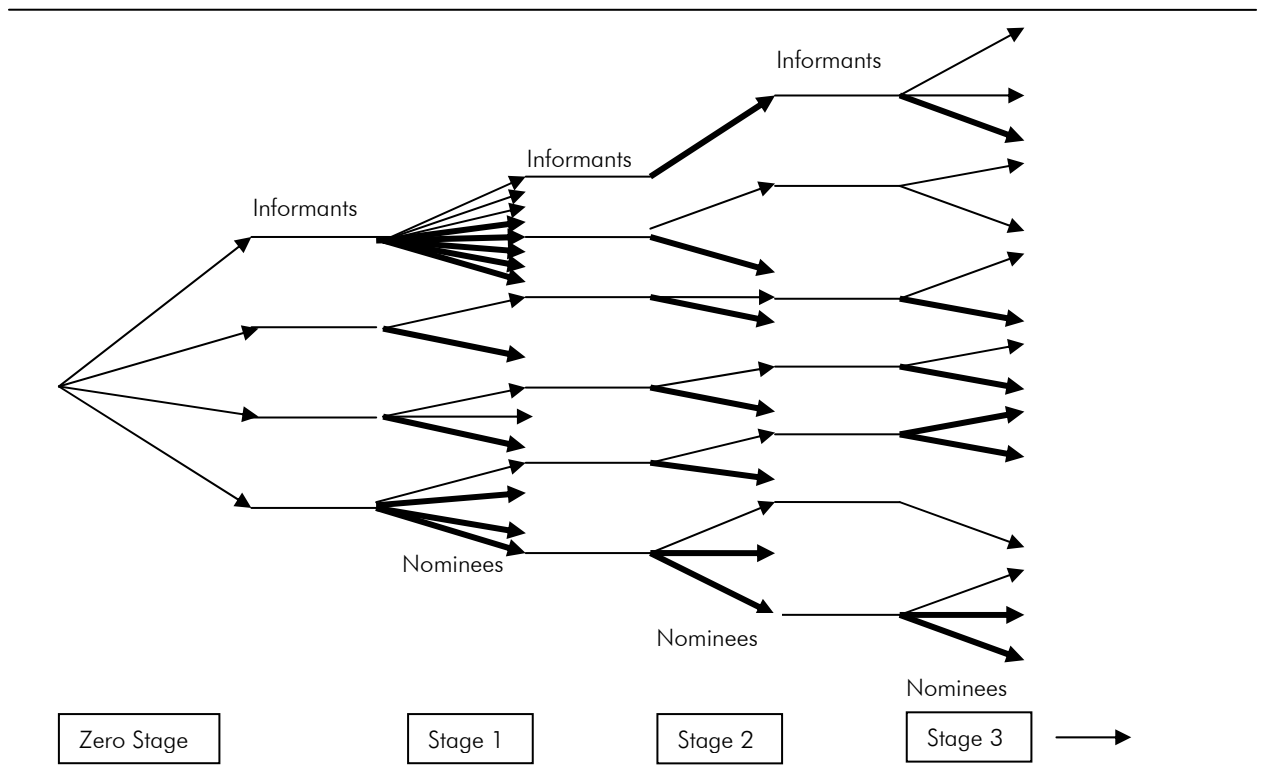 Informants
Informants
Informants
Nominees
Nominees
Nominees
Zero Stage
Stage 1
Stage 2
Stage 3